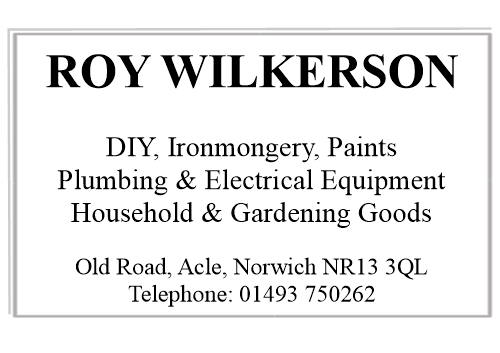 ROY WILKERSON
DIY, Ironmongery, Paints
Plumbing & Electrical Equipment
Household & Gardening Goods
Old Road, Acle, Norwich NR13 3QL
Telephone: 01493 750262